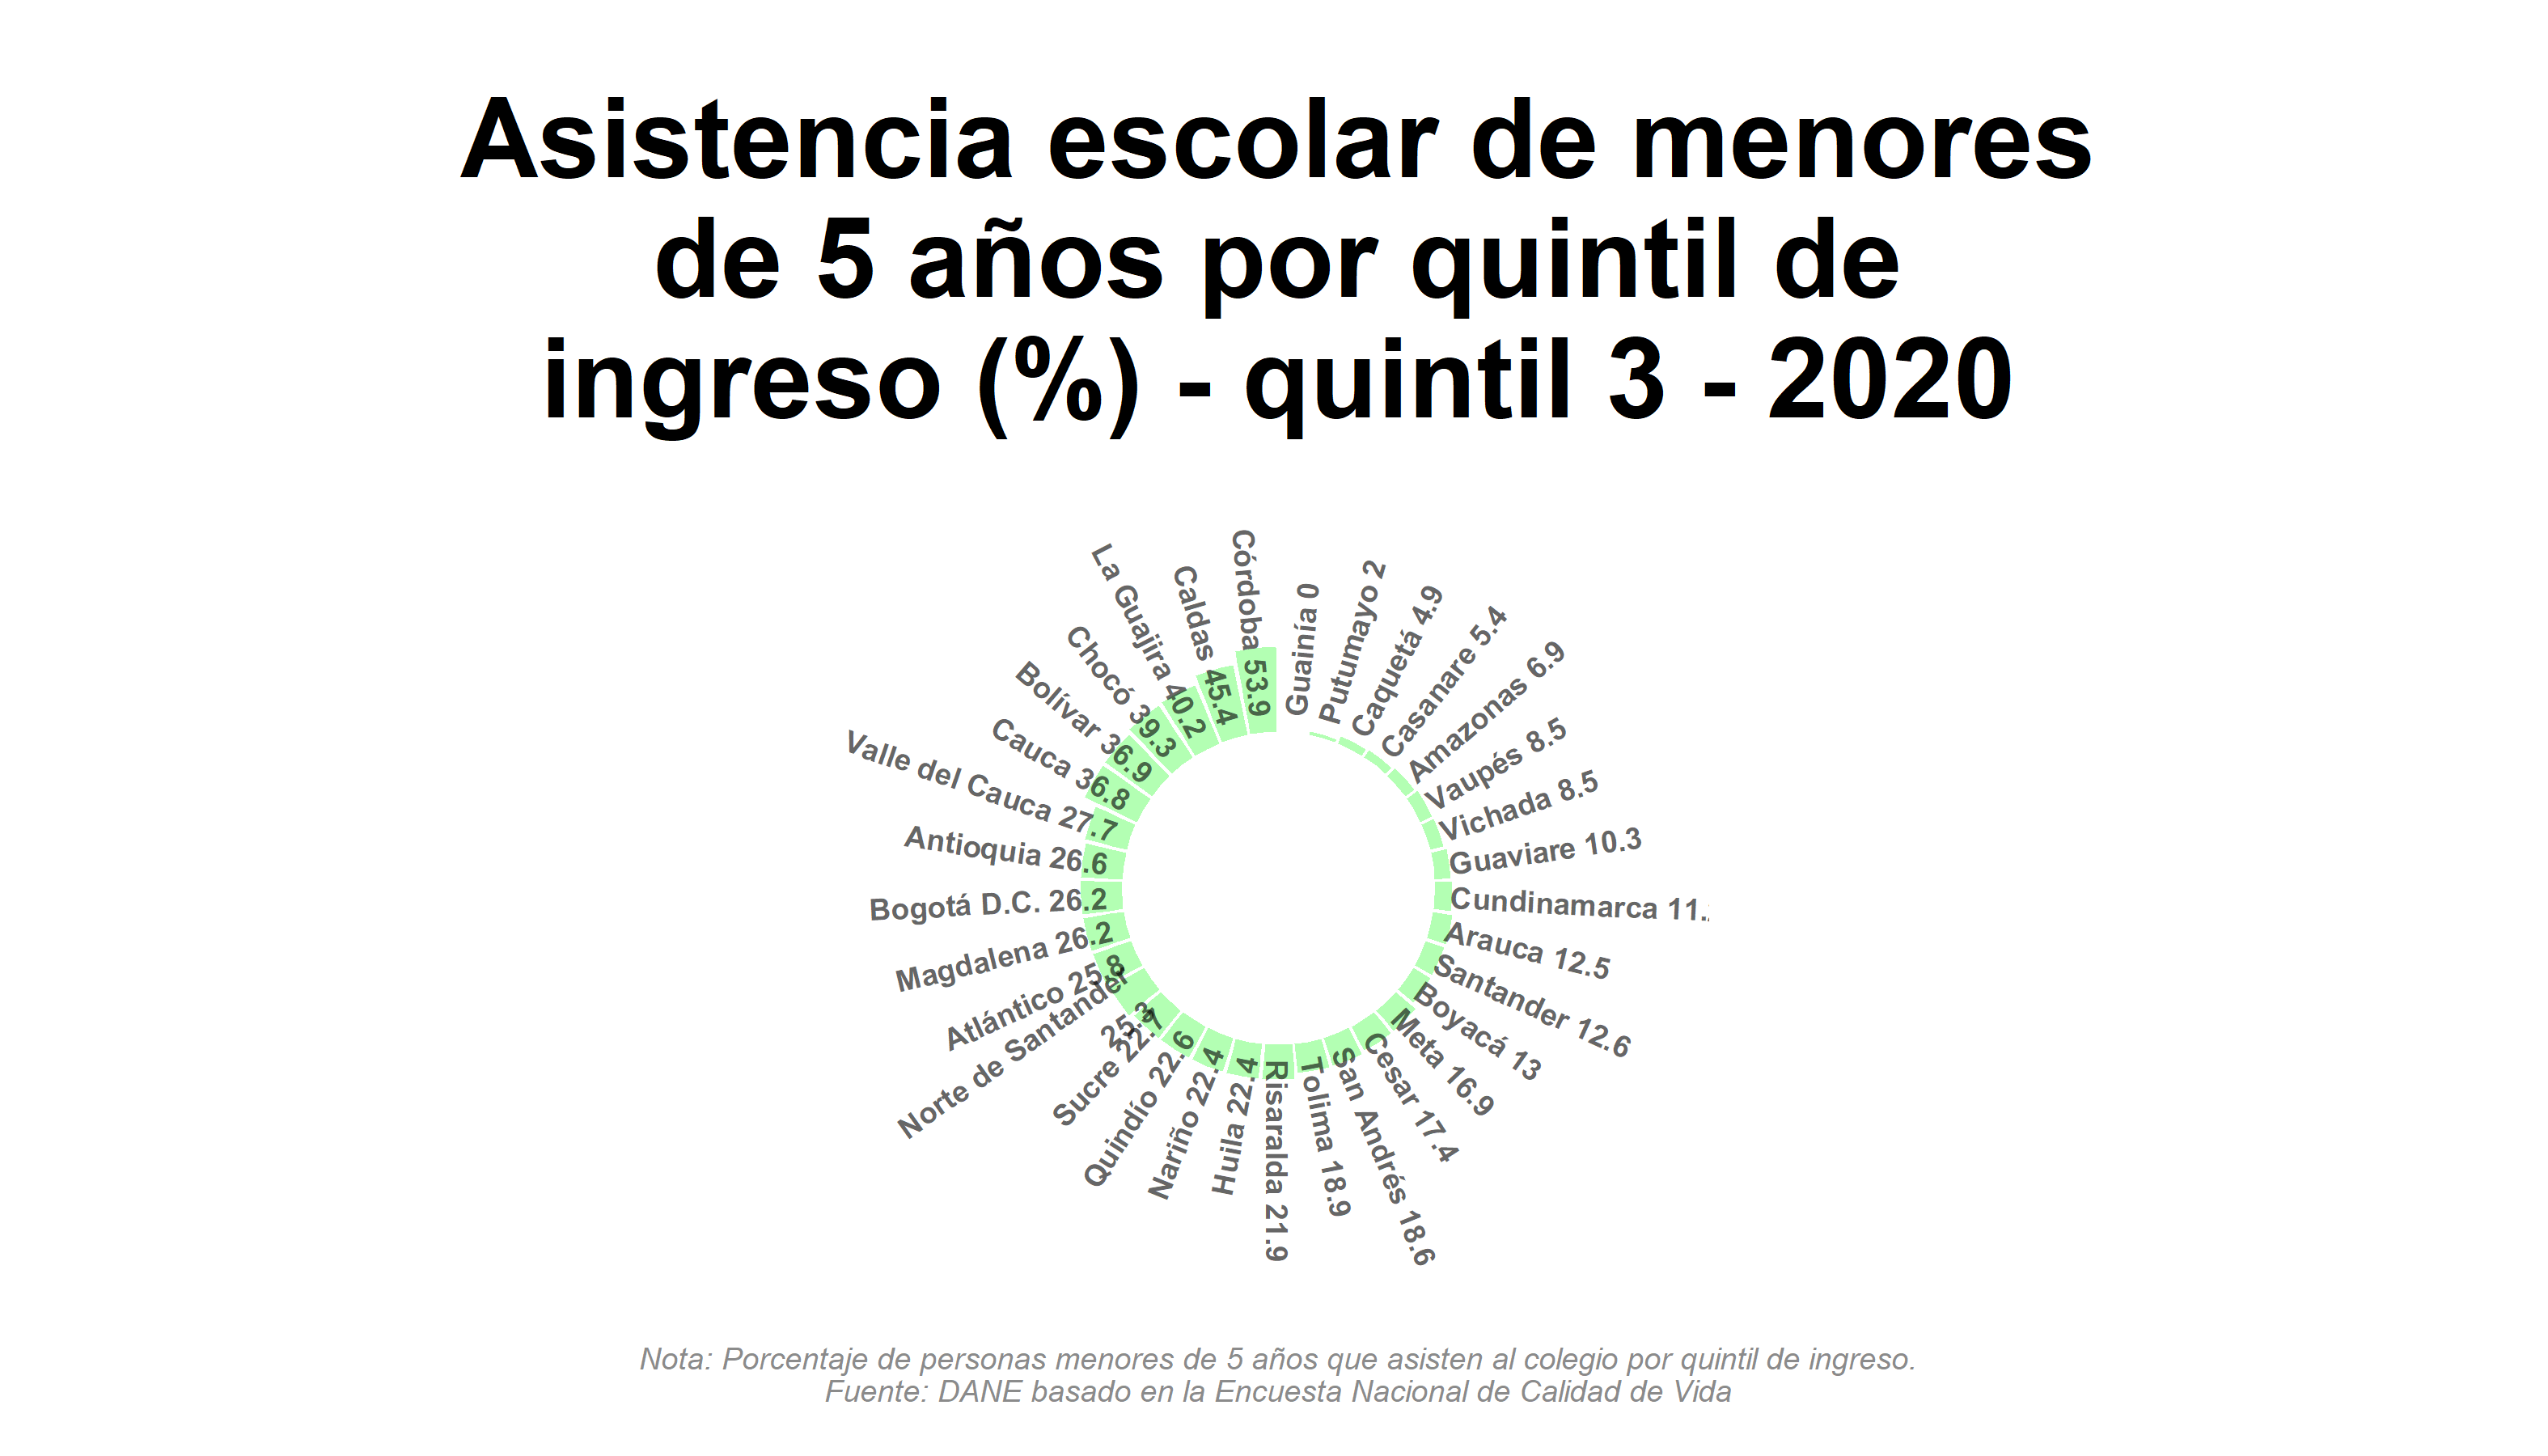 Asistencia escolar de menores
de 5 años por quintil de
ingreso (%) - quintil 3 - 2020
Guainía 0
Putumayo 2
Caquetá 4.9
Casanare 5.4
Amazonas 6.9
Vaupés 8.5
Vichada 8.5
Guaviare 10.3
Cundinamarca 11.
Arauca 12.5
Santander 12.6
Boyacá 13
Meta 16.9
Cesar 17.4
San Andrés 18.6
Tolima 18.9
Risaralda 21.9
Huila 22.4
Nariño 22.4
Quindío 22.6
Sucre 22.7
Norte de Santander
25.3
Atlántico 25.8
Magdalena 26.2
Bogotá D.C. 26.2
Antioquia 26.6
Valle del Cauca 27.7
Cauca 36.8
Bolívar 36.9
Chocó 39.3
La Guajira 40.2
Caldas 45.4
Córdoba 53.9
Nota: Porcentaje de personas menores de 5 años que asisten al colegio por quintil de ingreso.
Fuente: DANE basado en la Encuesta Nacional de Calidad de Vida